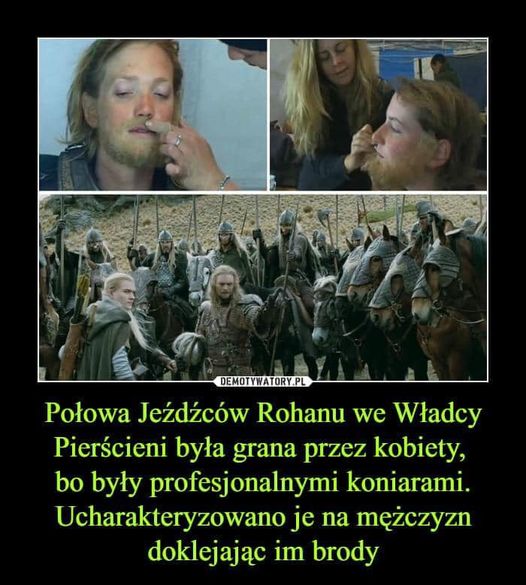 DEMOTYWATORY.PL
Połowa Jeźdźców Rohanu we Władcy
Pierścieni była grana przez kobiety,
bo były profesjonalnymi koniarami.
Ucharakteryzowano je na mężczyzn
doklejając im brody